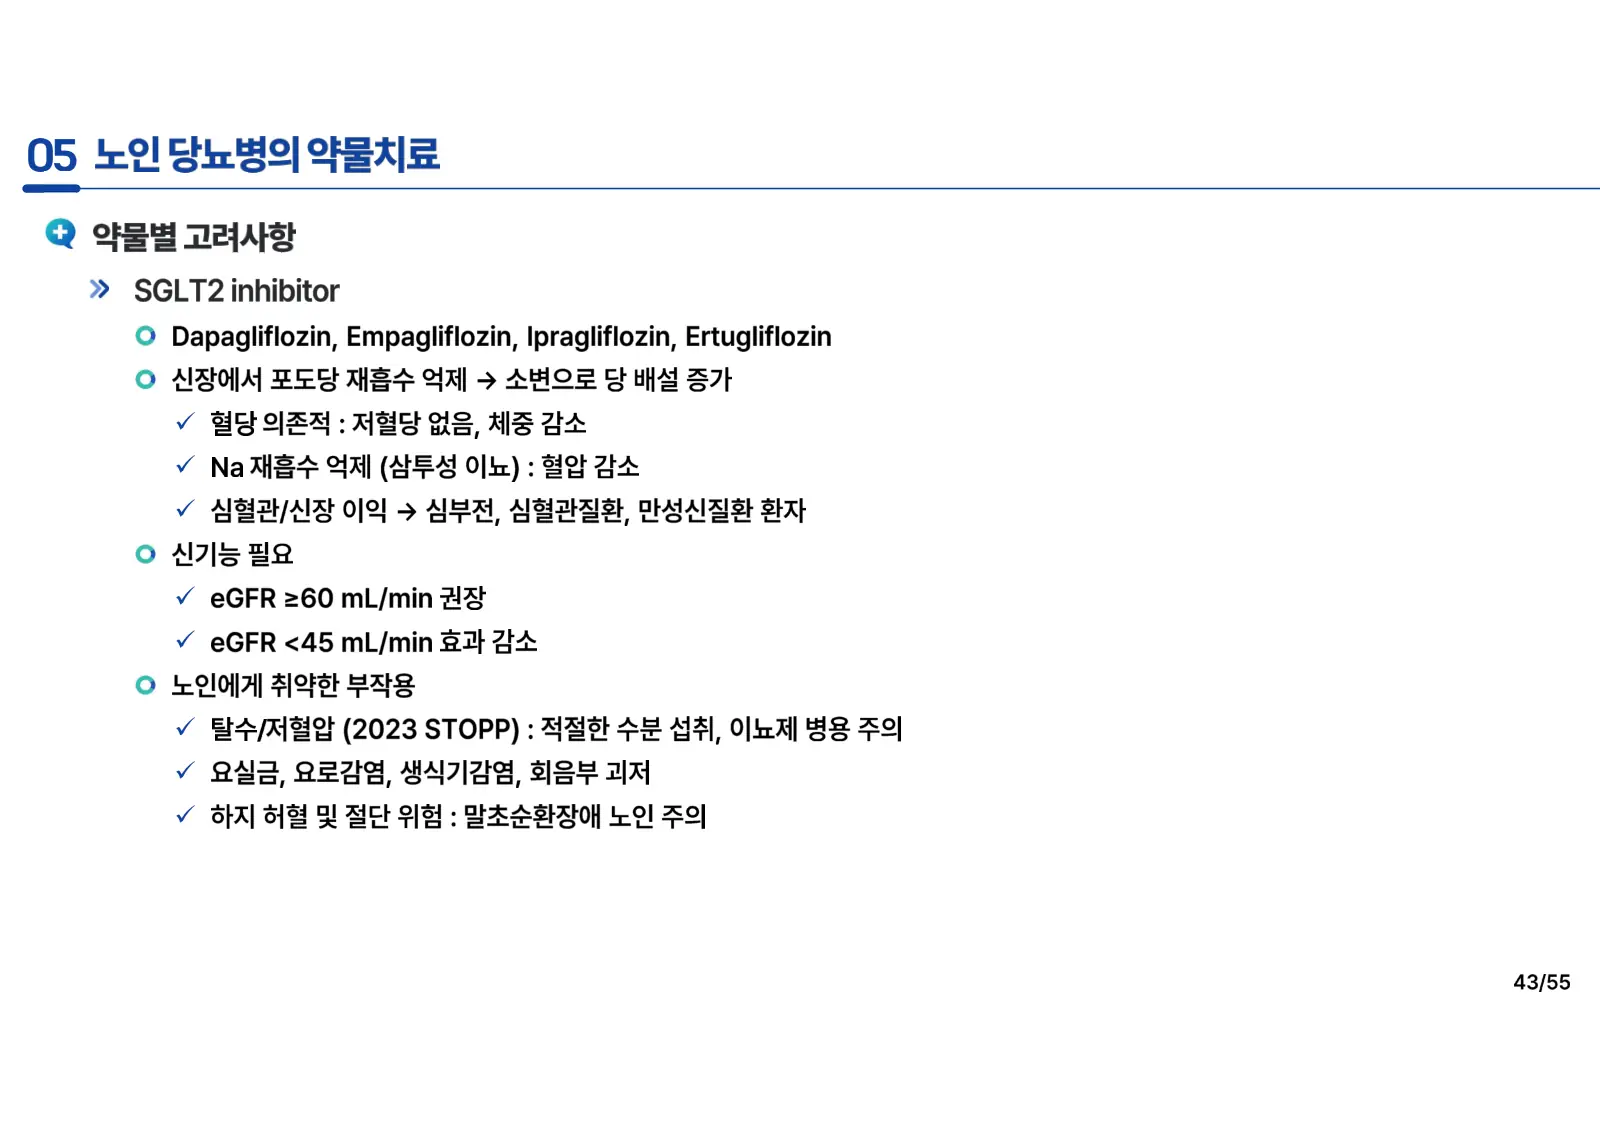 05 노인 당뇨병의 약물치료
약물별 고려사항
SGLT2 inhibitor
Dapagliflozin, Empagliflozin, Ipragliflozin, Ertugliflozin
신장에서 포도당 재흡수 억제 → 소변으로 당 배설 증가
혈당 의존적 : 저혈당 없음, 체중 감소
Na 재흡수 억제 (삼투성 이뇨) : 혈압 감소
심혈관/신장 이익 → 심부전, 심혈관질환, 만성신질환 환자
신기능 필요
eGFR ≥60 mL/min 권장
eGFR <45 mL/min 효과 감소
노인에게 취약한 부작용
탈수/저혈압 (2023 STOPP) : 적절한 수분 섭취, 이뇨제 병용 주의
요실금, 요로감염, 생식기감염, 회음부 괴저
하지 허혈 및 절단 위험 : 말초순환장애 노인 주의
43/55